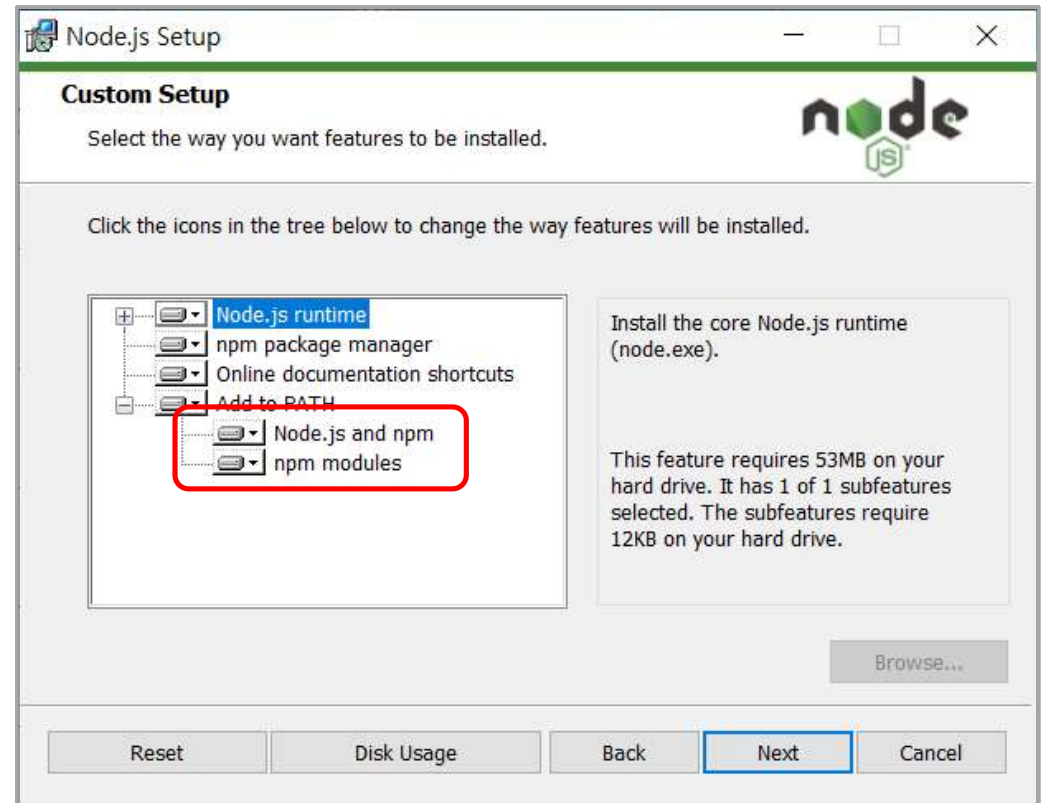 Node.js Setup
Custom Setup
Select the way you want features to be installed.
node
JS
Click the icons in the tree below to change the way features will be installed.
Node.js runtime
npm package manager
Online documentation shortcuts
Add to PATH
Node.js and npm
npm modules
Install the core Node.js runtime
(node.exe).
This feature requires 53MB on your
hard drive. It has 1 of 1 subfeatures
selected. The subfeatures require
12KB on your hard drive.
Browse...
Reset
Disk Usage
Back
Next
Cancel